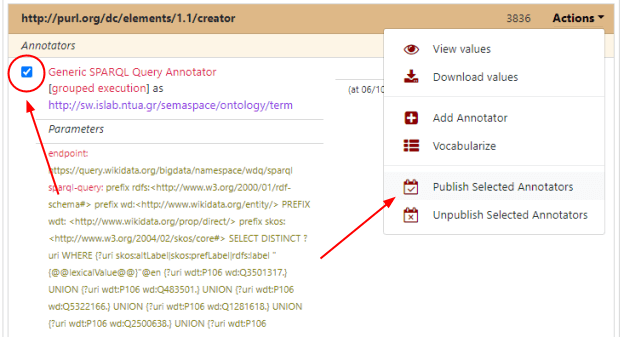 http://purl.org/dc/elements/1.1/creator 3836 Actions
Annotators
View values
Generic SPARQL Query Annotator
Download values
[grouped execution] as
(at 06/10
http://sw.islab.ntua.gr/semaspace/ontology/term
Add Annotator
Parameters
Vocabularize
endpoint:
https://query.wikidata.org/bigdata/namespace/wdq/sparql
sparql-query: prefix rdfs:<http://www.w3.org/2000/01/rdf-
Publish Selected Annotators
schema#> prefix wd:<http://www.wikidata.org/entity/> PREFIX
Unpublish Selected Annotators
wdt: <http://www.wikidata.org/prop/direct/> prefix skos:
<http://www.w3.org/2004/02/skos/core#> SELECT DISTINCT ?
uri WHERE {?uri skos:altLabel|skos:prefLabel|rdfs:label "
{@@lexicalValue@@}"@en {?uri wdt:P106 wd:Q3501317.}
UNION {?uri wdt:P106 wd:Q483501.} UNION {?uri wdt:P106
wd:Q5322166.} UNION {?uri wdt:P106 wd:Q1281618.} UNION
{?uri wdt:P106 wd:Q2500638.} UNION {?uri wdt:P106